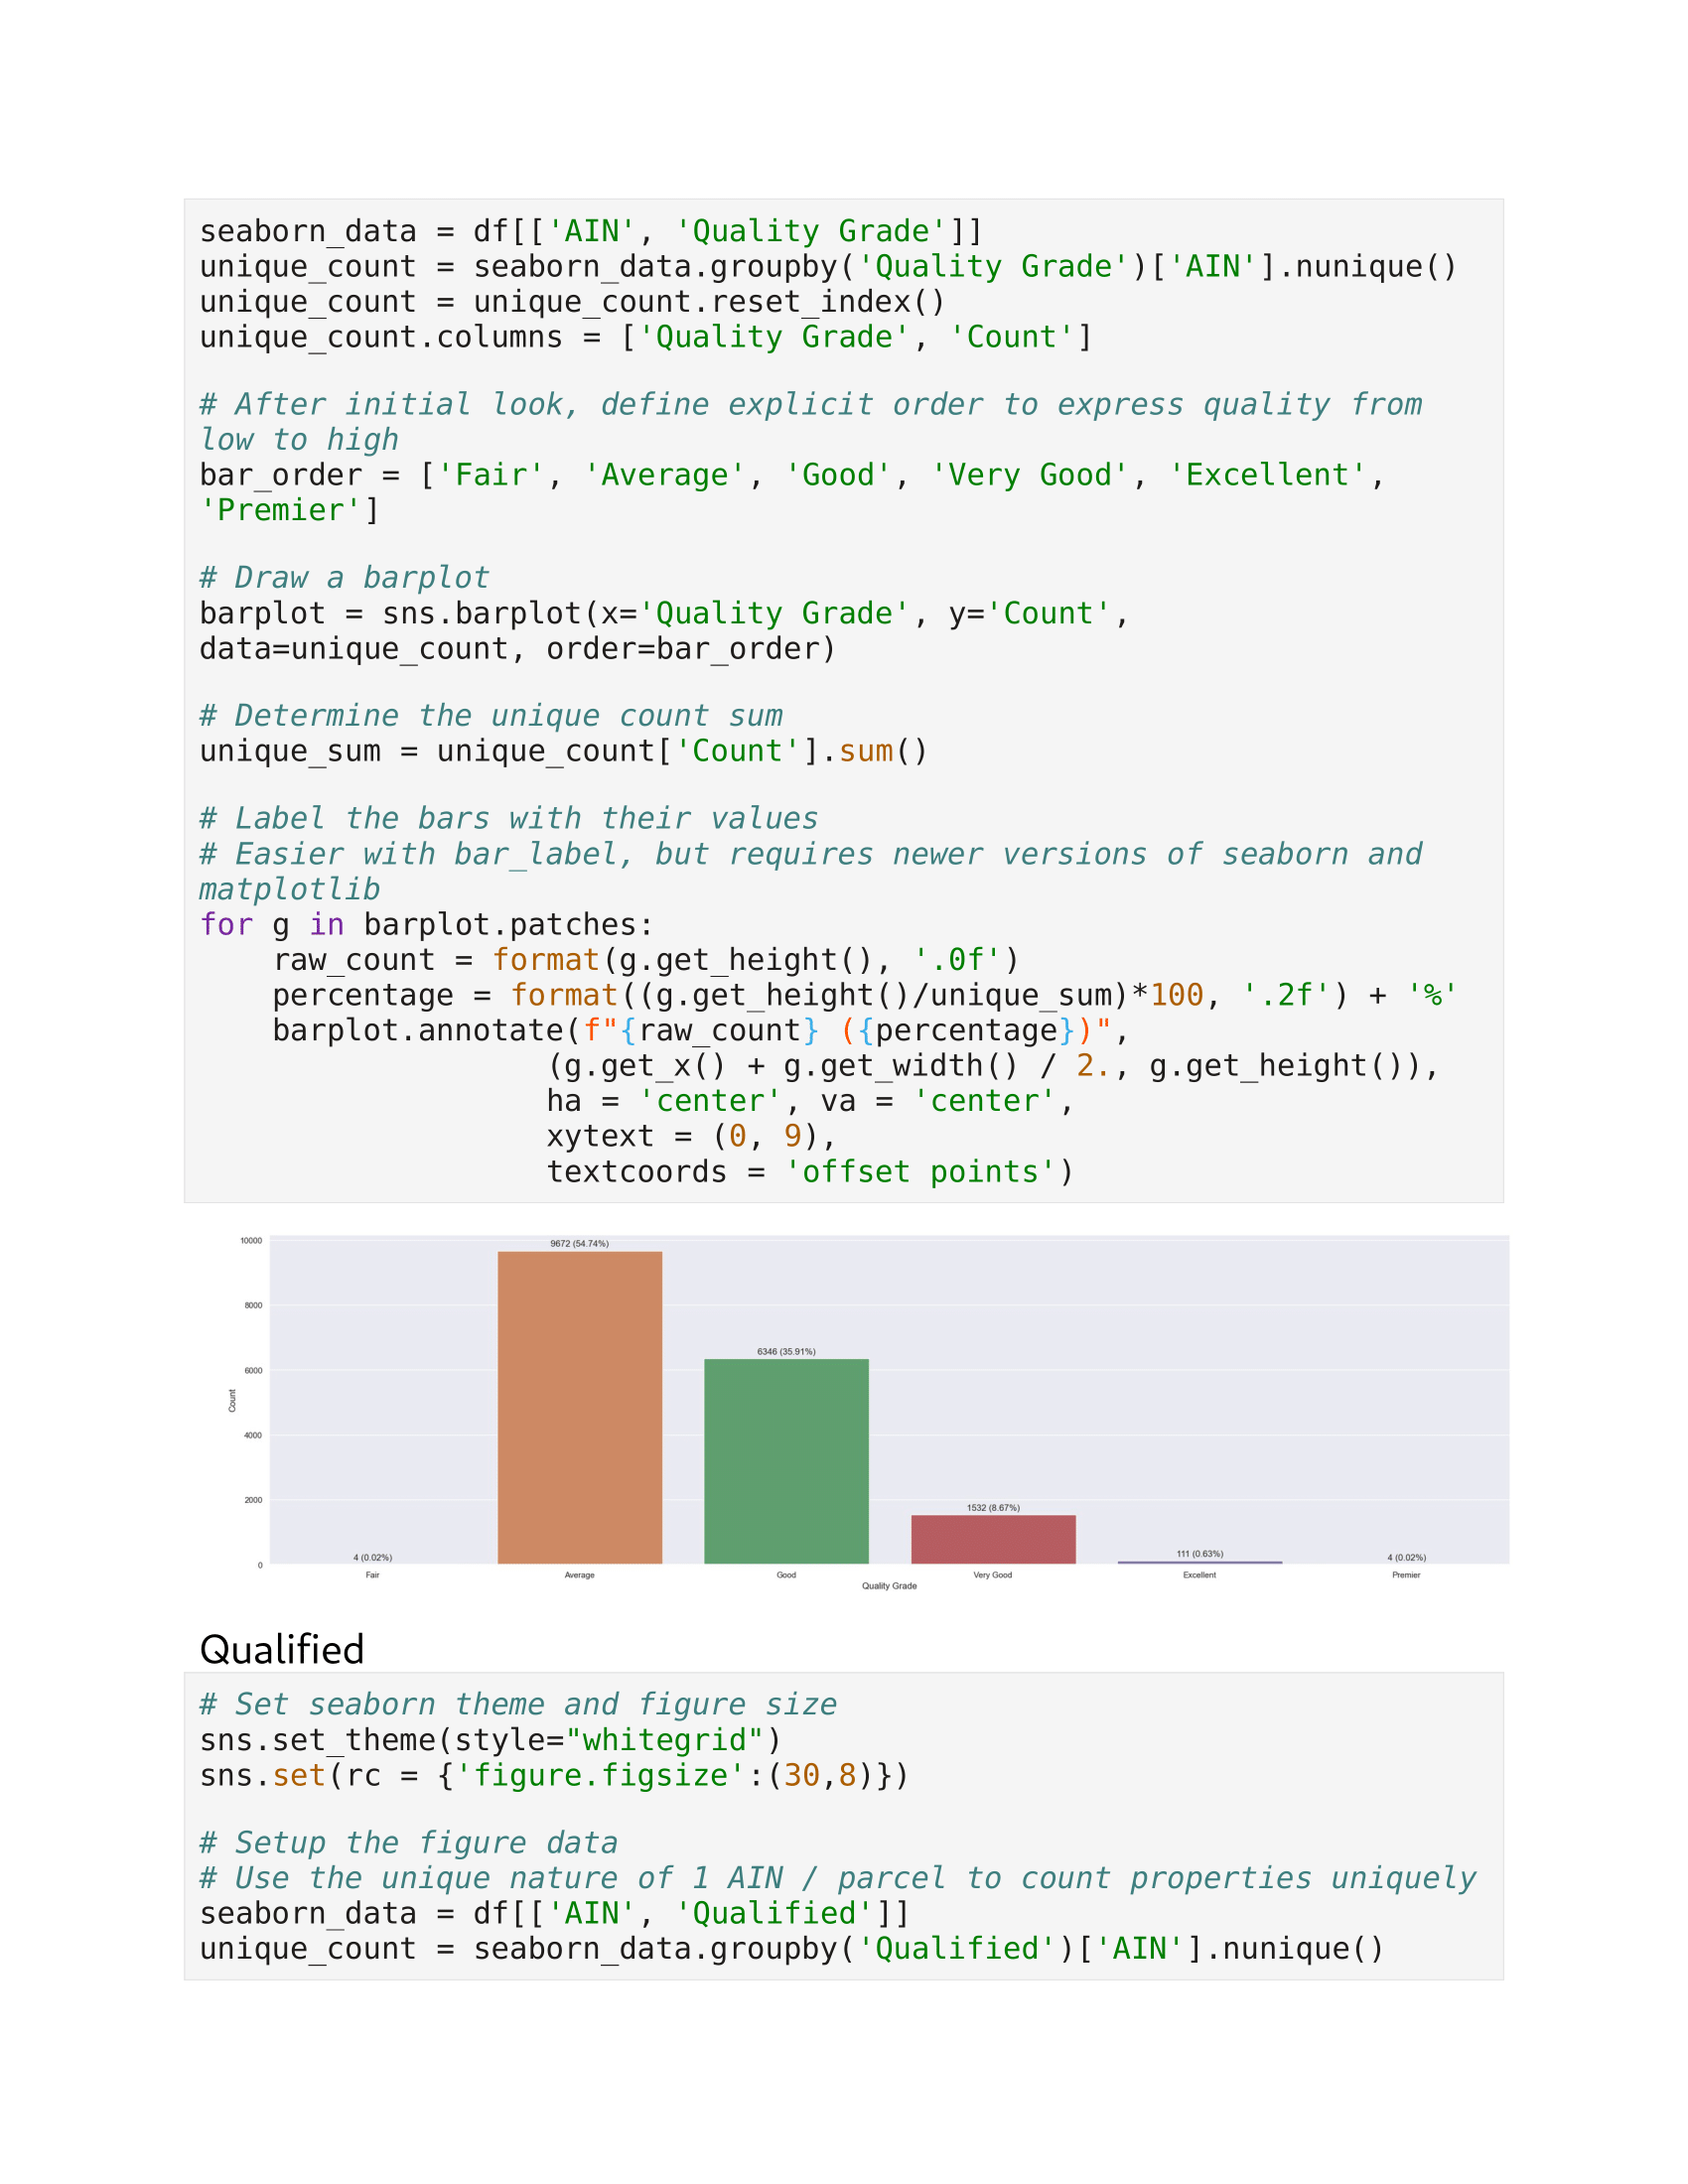 seaborn_data = df[['AIN', 'Quality Grade']]
unique_count = seaborn_data.groupby('Quality Grade')['AIN'].nunique()
unique_count = unique_count.reset_index()
unique_count.columns = ['Quality Grade', 'Count']

# After initial look, define explicit order to express quality from
low to high
bar_order = ['Fair', 'Average', 'Good', 'Very Good', 'Excellent',
'Premier']

# Draw a barplot
barplot = sns.barplot(x='Quality Grade', y='Count',
data=unique_count, order=bar_order)

# Determine the unique count sum
unique_sum = unique_count['Count'].sum()

# Label the bars with their values
# Easier with bar_label, but requires newer versions of seaborn and
matplotlib
for g in barplot.patches:
    raw_count = format(g.get_height(), '.0f')
    percentage = format((g.get_height()/unique_sum)*100, '.2f') + '%'
    barplot.annotate(f"{raw_count} ({percentage})",
                   (g.get_x() + g.get_width() / 2., g.get_height()),
                   ha = 'center', va = 'center',
                   xytext = (0, 9),
                   textcoords = 'offset points')
10000
8000
6000
4000
2000
0
Count
4 (0.02%)
9672 (54.74%)
6346 (35.91%)
1532 (8.67%)
111 (0.63%)
4 (0.02%)
Fair
Average
Good
Very Good
Excellent
Premier
Quality Grade
Qualified
# Set seaborn theme and figure size
sns.set_theme(style="whitegrid")
sns.set(rc = {'figure.figsize':(30,8)})

# Setup the figure data
# Use the unique nature of 1 AIN / parcel to count properties uniquely
seaborn_data = df[['AIN', 'Qualified']]
unique_count = seaborn_data.groupby('Qualified')['AIN'].nunique()